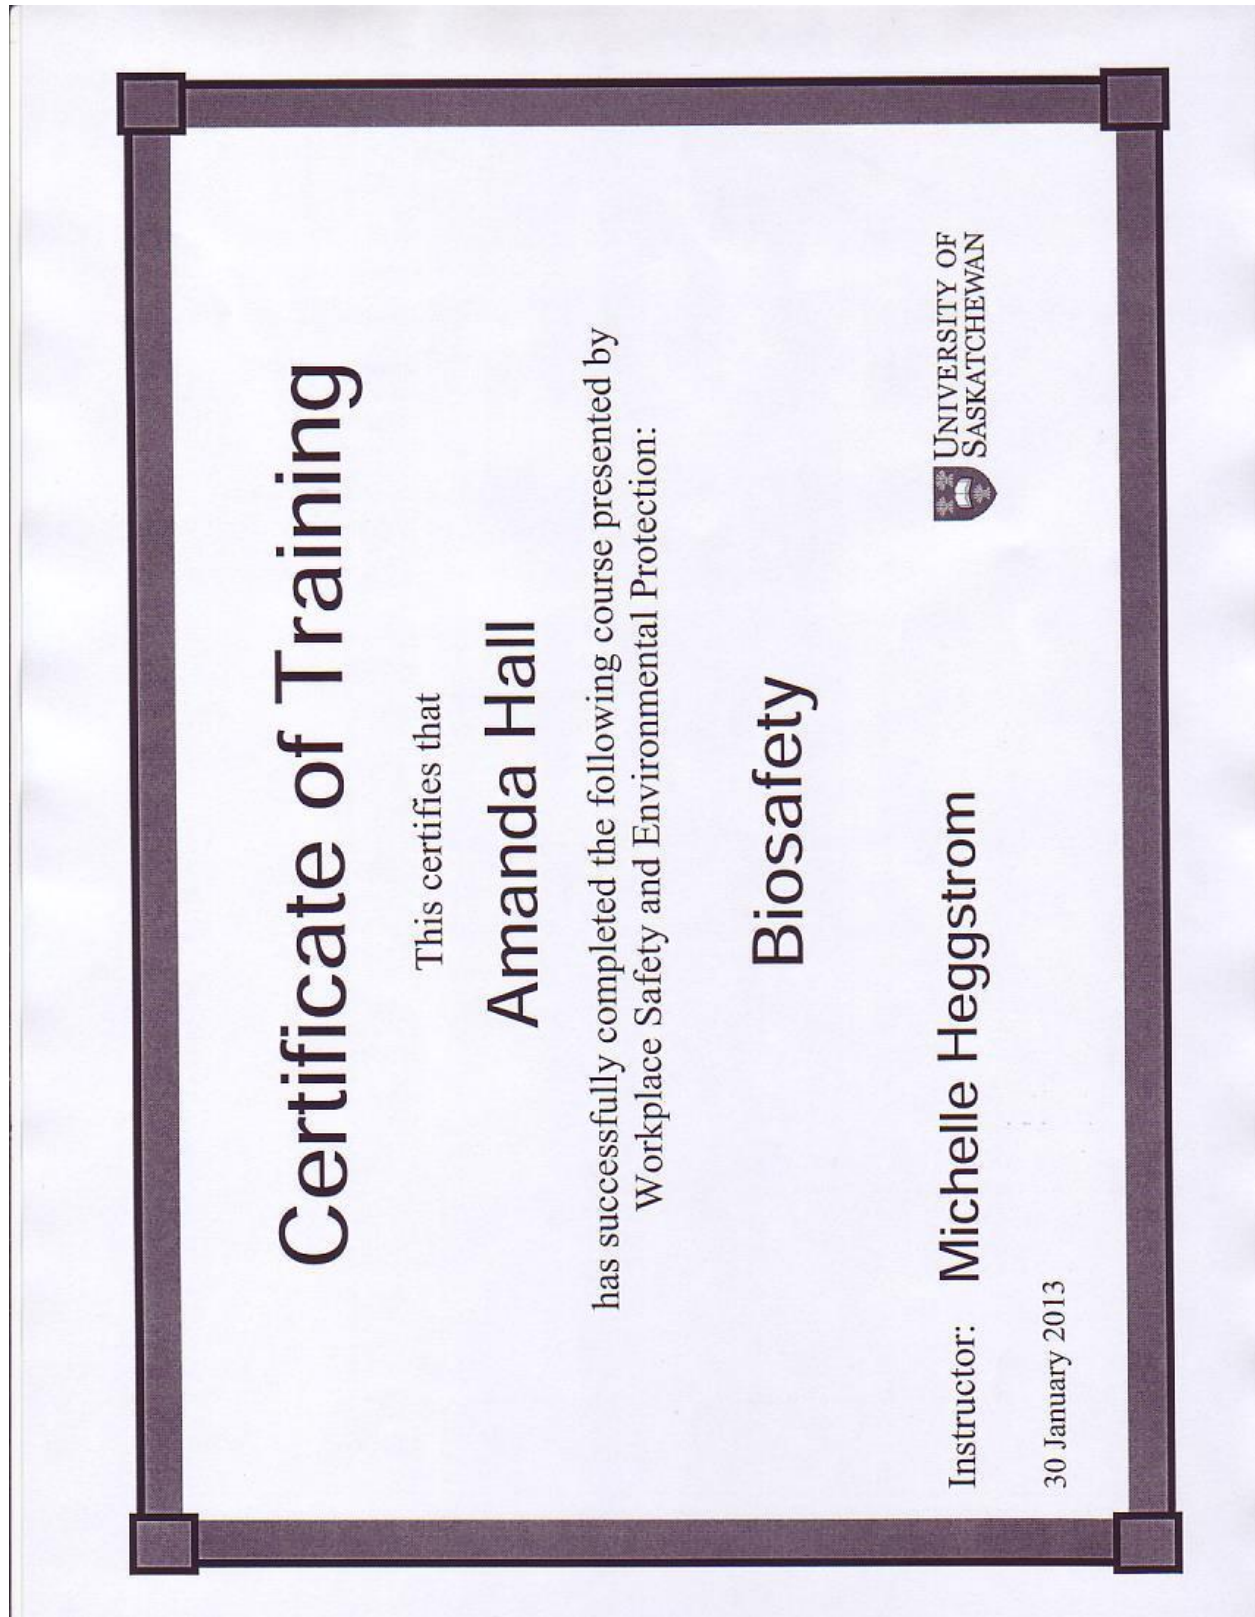 Certificate of Training
This certifies that
Amanda Hall
has successfully completed the following course presented by
Workplace Safety and Environmental Protection:
Biosafety
Instructor: Michelle Heggstrom
UNIVERSITY OF
SASKATCHEWAN
30 January 2013